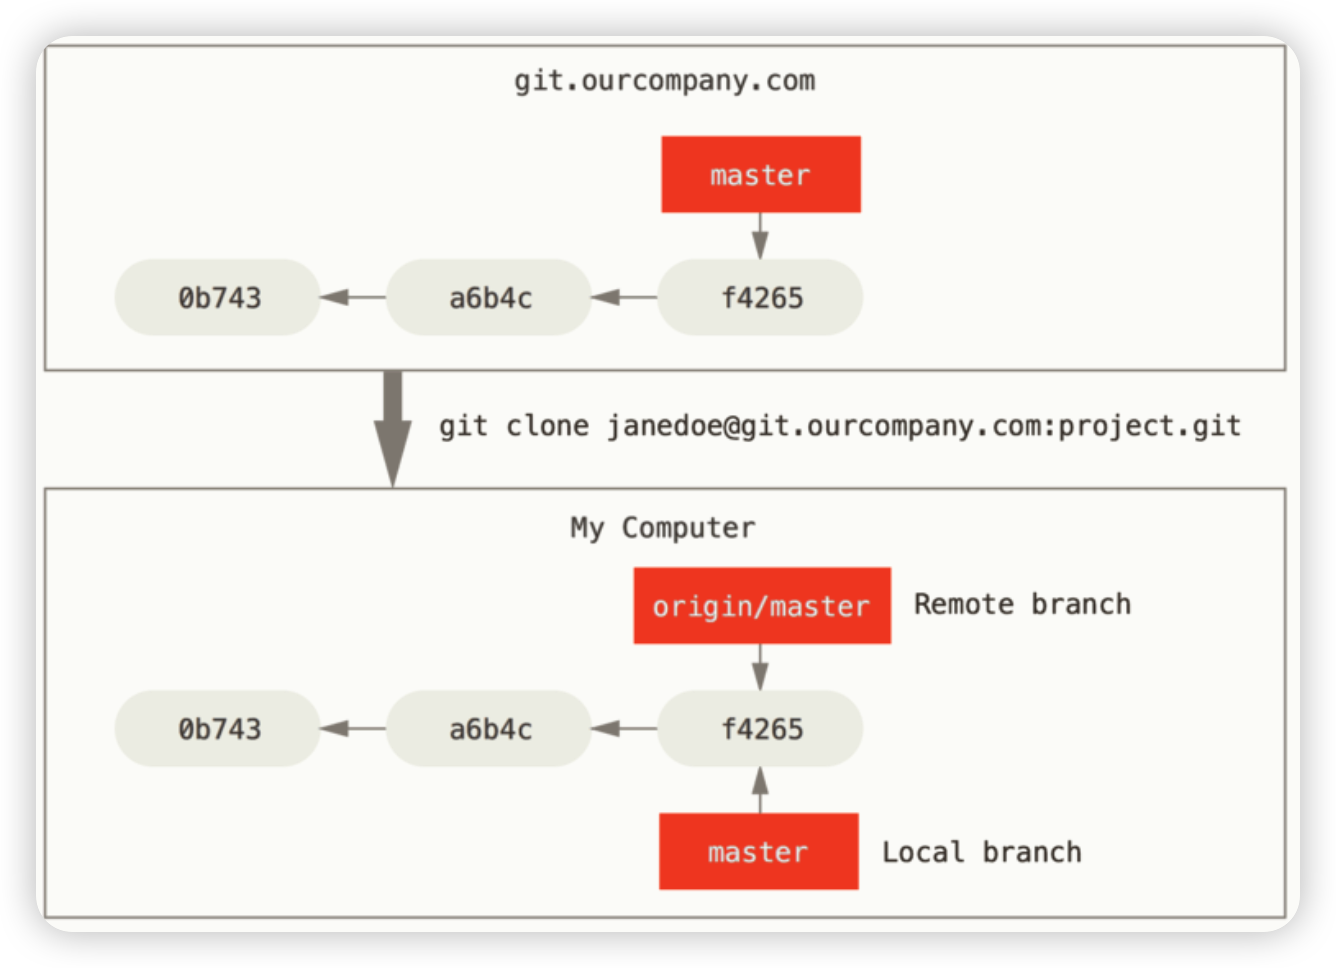 git.ourcompany.com
master
0b743 a6b4c f4265
git clone janedoe@git.ourcompany.com:project.git
My Computer
origin/master Remote branch
0b743 a6b4c f4265
master Local branch